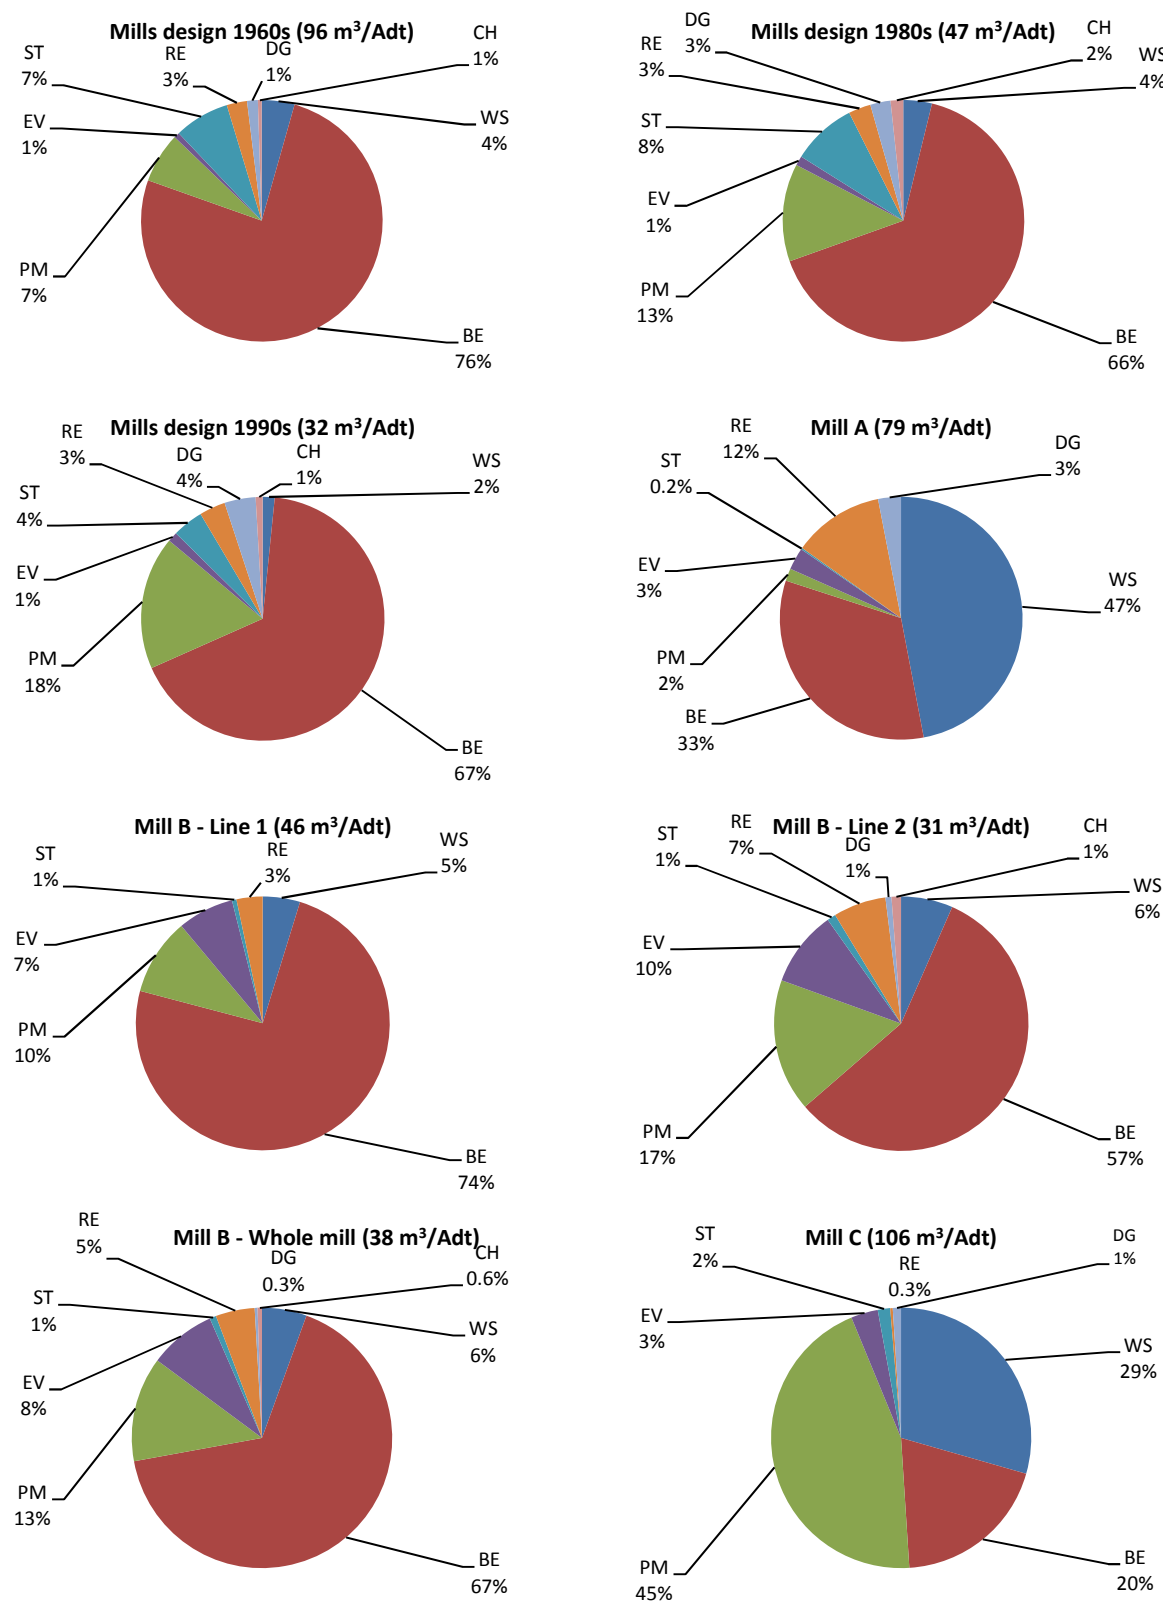 Mills design 1960s (96 m³/Adt)
CH
1%
DG
1%
RE
3%
ST
7%
EV
1%
WS
4%
PM
7%
BE
76%
Mills design 1980s (47 m³/Adt)
DG
3%
CH
2%
WS
4%
RE
3%
ST
8%
EV
1%
PM
13%
BE
66%
Mills design 1990s (32 m³/Adt)
RE
3%
DG
4%
CH
1%
WS
2%
ST
4%
EV
1%
PM
18%
BE
67%
Mill A (79 m³/Adt)
RE
12%
DG
3%
ST
0.2%
EV
3%
WS
47%
PM
2%
BE
33%
Mill B - Line 1 (46 m³/Adt)
ST
1%
RE
3%
WS
5%
EV
7%
PM
10%
BE
74%
Mill B - Line 2 (31 m³/Adt)
ST
1%
RE
7%
DG
1%
CH
1%
WS
6%
EV
10%
PM
17%
BE
57%
Mill B - Whole mill (38 m³/Adt)
RE
5%
DG
0.3%
CH
0.6%
ST
1%
WS
6%
EV
8%
PM
13%
BE
67%
Mill C (106 m³/Adt)
ST
2%
RE
0.3%
DG
1%
EV
3%
WS
29%
PM
45%
BE
20%